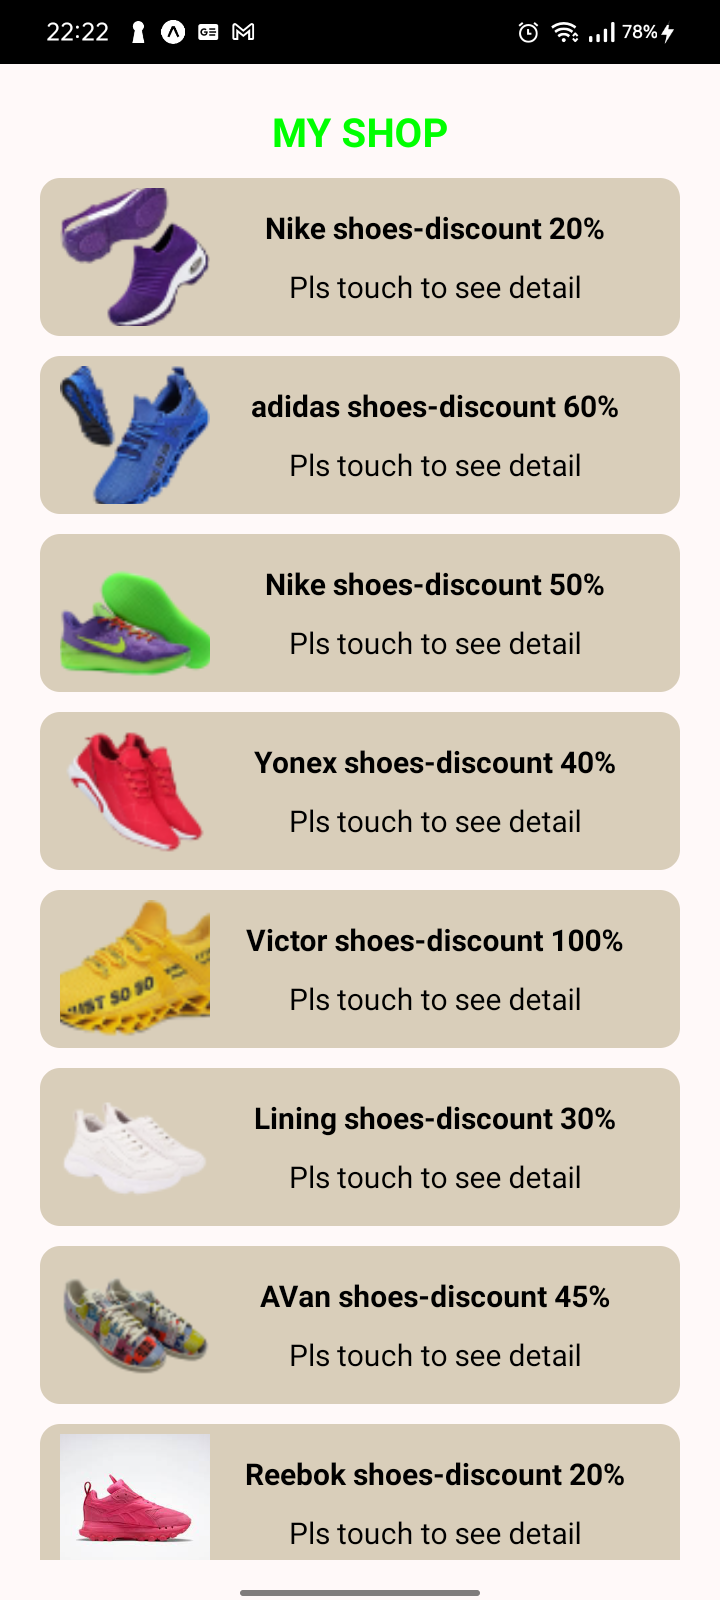 22:22
GE
78%
MY SHOP
Nike shoes-discount 20%
Pls touch to see detail
adidas shoes-discount 60%
Pls touch to see detail
Nike shoes-discount 50%
Pls touch to see detail
Yonex shoes-discount 40%
Pls touch to see detail
Victor shoes-discount 100%
Pls touch to see detail
JUST SO SO
Lining shoes-discount 30%
Pls touch to see detail
AVan shoes-discount 45%
Pls touch to see detail
Reebok shoes-discount 20%
Pls touch to see detail